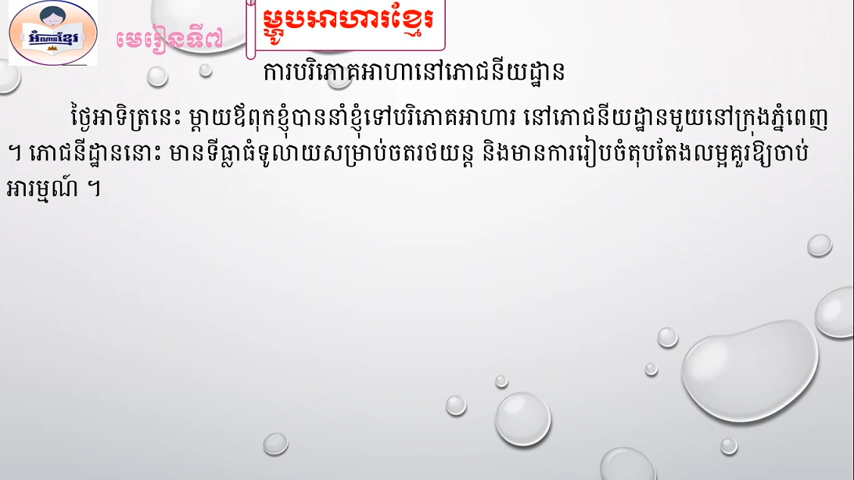 ម្ហូបអាហារខ្មែរ
អំណានខ្មែរ
មេរៀនទី៧
ការបរិភោគអាហានៅភោជនីយដ្ឋាន
ថ្ងៃអាទិត្រនេះ ម្ដាយឪពុកខ្ញុំបាននាំខ្ញុំទៅបរិភោគអាហារ នៅភោជនីយដ្ឋានមួយនៅក្រុងភ្នំពេញ
។ ភោជនីដ្ឋាននោះ មានទីធ្លាធំទូលាយសម្រាប់ចតរថយន្ត និងមានការរៀបចំតុបតែងលម្អគួរឱ្យចាប់
អារម្មណ៍ ។